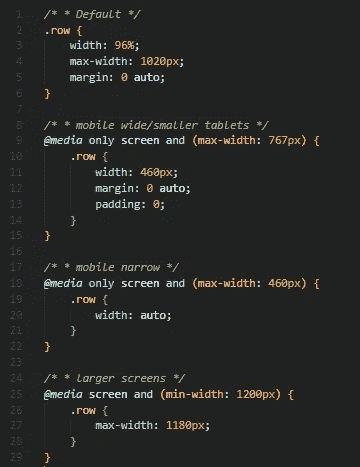 1 /* * Default */
2 .row {
3 width: 96%;
4 max-width: 1020px;
5 margin: 0 auto;
6 }
7
8 /* * mobile wide/smaller tablets */
9 @media only screen and (max-width: 767px) {
10 .row {
11 width: 460px;
12 margin: 0 auto;
13 padding: 0;
14 }
15 }
16
17 /* * mobile narrow */
18 @media only screen and (max-width: 460px) {
19 .row {
20 width: auto;
21 }
22 }
23
24 /* * larger screens */
25 @media screen and (min-width: 1200px) {
26 .row {
27 max-width: 1180px;
28 }
29 }